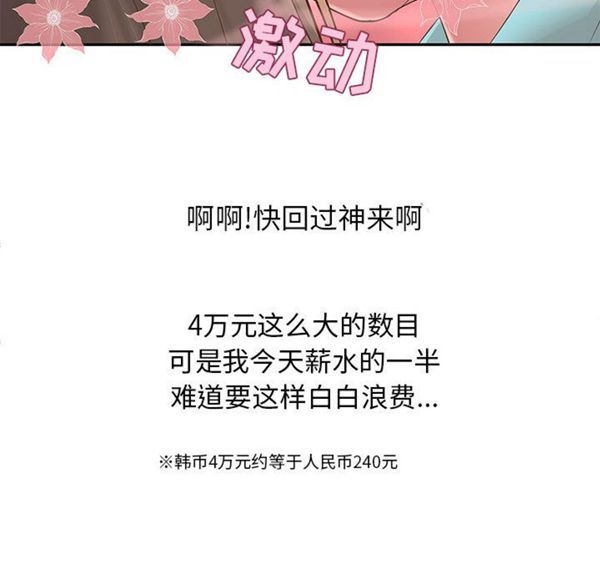 激动
啊啊!快回过神来啊
4万元这么大的数目
可是我今天薪水的一半
难道要这样白白浪费...
※韩币4万元约等于人民币240元